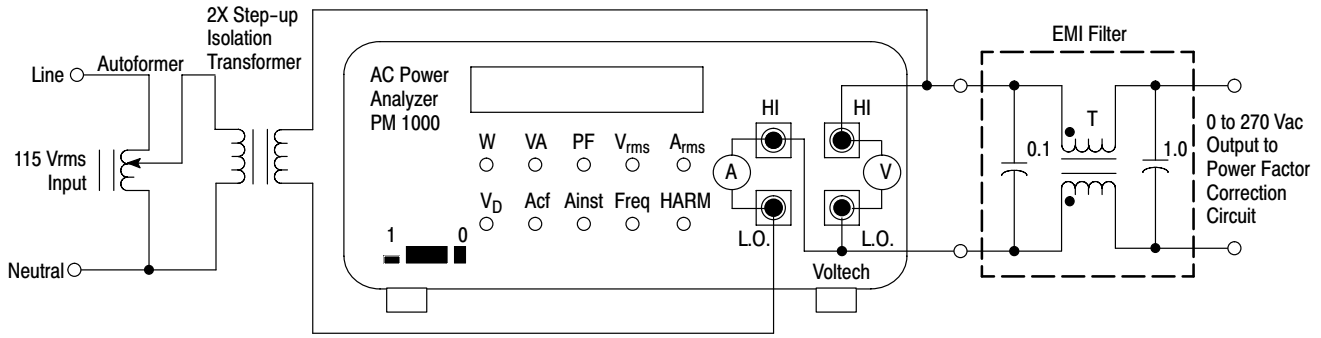 2X Step–up
Isolation
Transformer
Autoformer
Line
115 Vrms
Input
Neutral
AC Power
Analyzer
PM 1000
W VA PF Vrms Arms
VD Acf Ainst Freq HARM
1 0
HI HI
A V
L.O. L.O.
Voltech
EMI Filter
0.1
T
1.0
0 to 270 Vac
Output to
Power Factor
Correction
Circuit